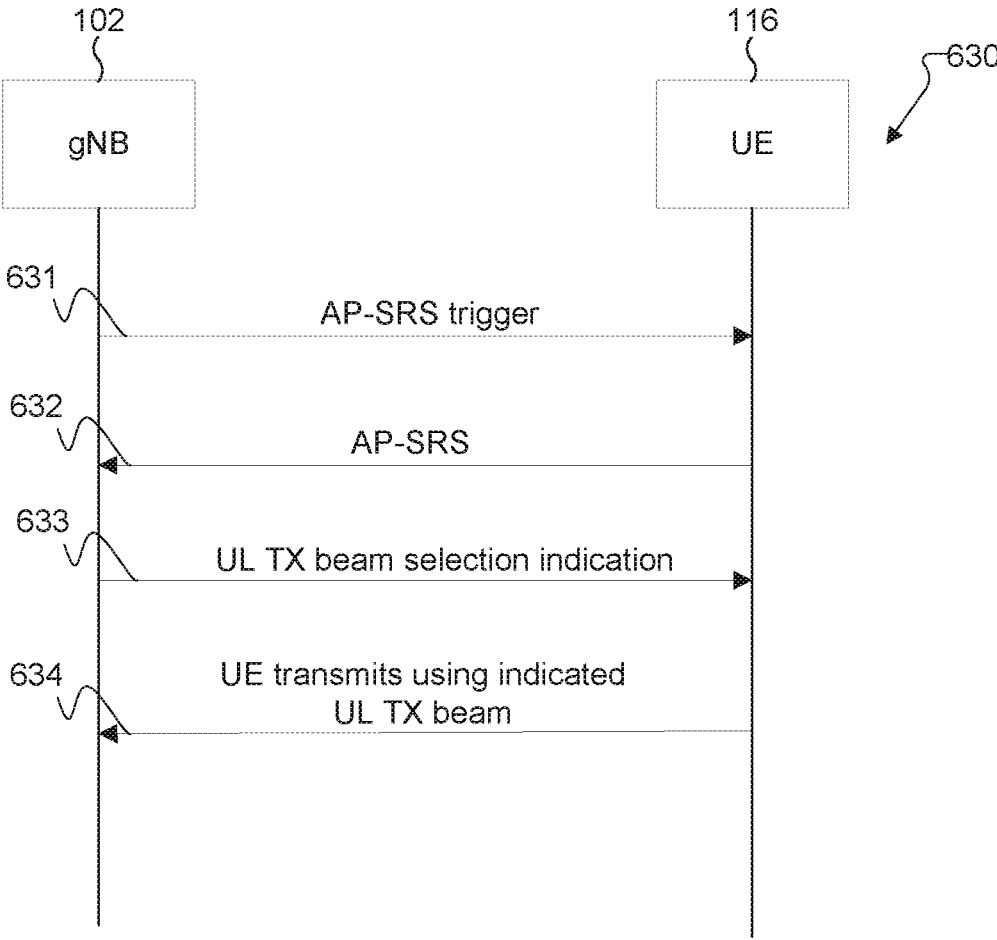 102
116
630
gNB
UE
631
AP-SRS trigger
632
AP-SRS
633
UL TX beam selection indication
634
UE transmits using indicated
UL TX beam